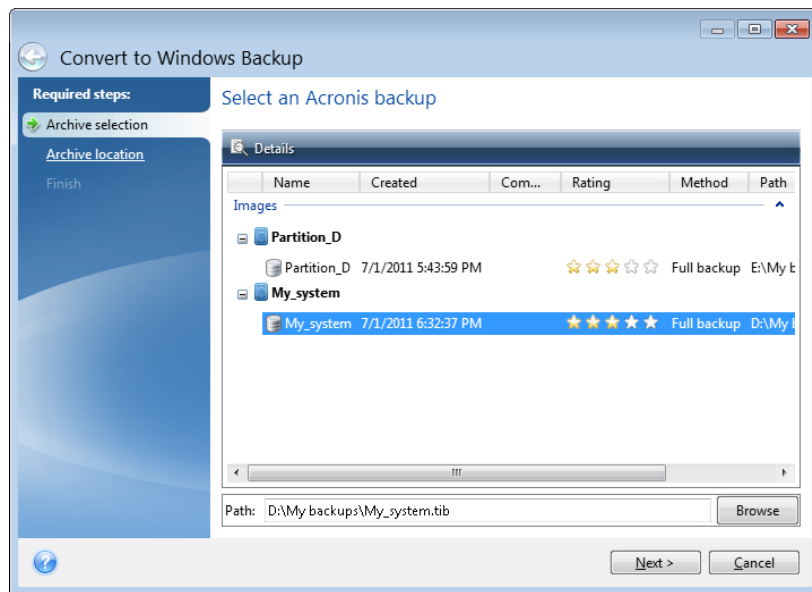 Convert to Windows Backup
Required steps:
Archive selection
Archive location
Finish
Select an Acronis backup
Details
Name Created Com... Rating Method Path
Images
Partition_D
Partition_D 7/1/2011 5:43:59 PM Full backup E:\My b
My_system
My_system 7/1/2011 6:32:37 PM Full backup D:\My b
Path: D:\My backups\My_system.tib Browse
Next > Cancel